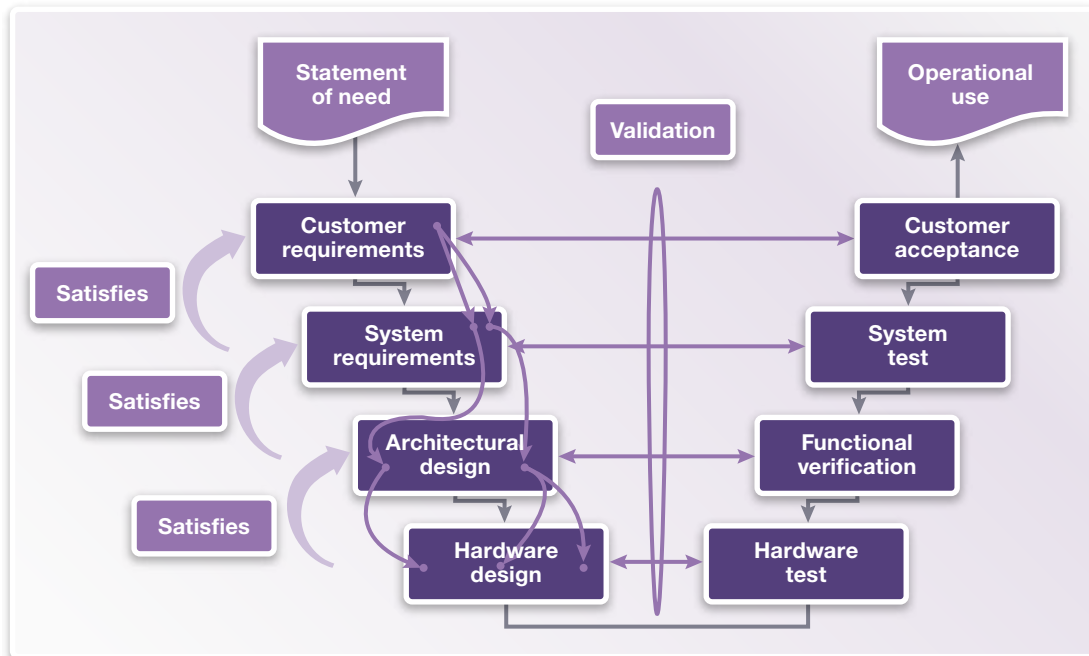 Statement
of need
Operational
use
Validation
Customer
requirements
Customer
acceptance
Satisfies
System
requirements
System
test
Satisfies
Architectural
design
Functional
verification
Satisfies
Hardware
design
Hardware
test